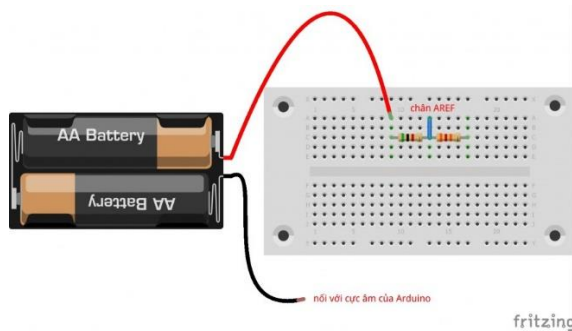 chân AREF
AA Battery
AA Battery
nối với cực âm của Arduino
fritzing